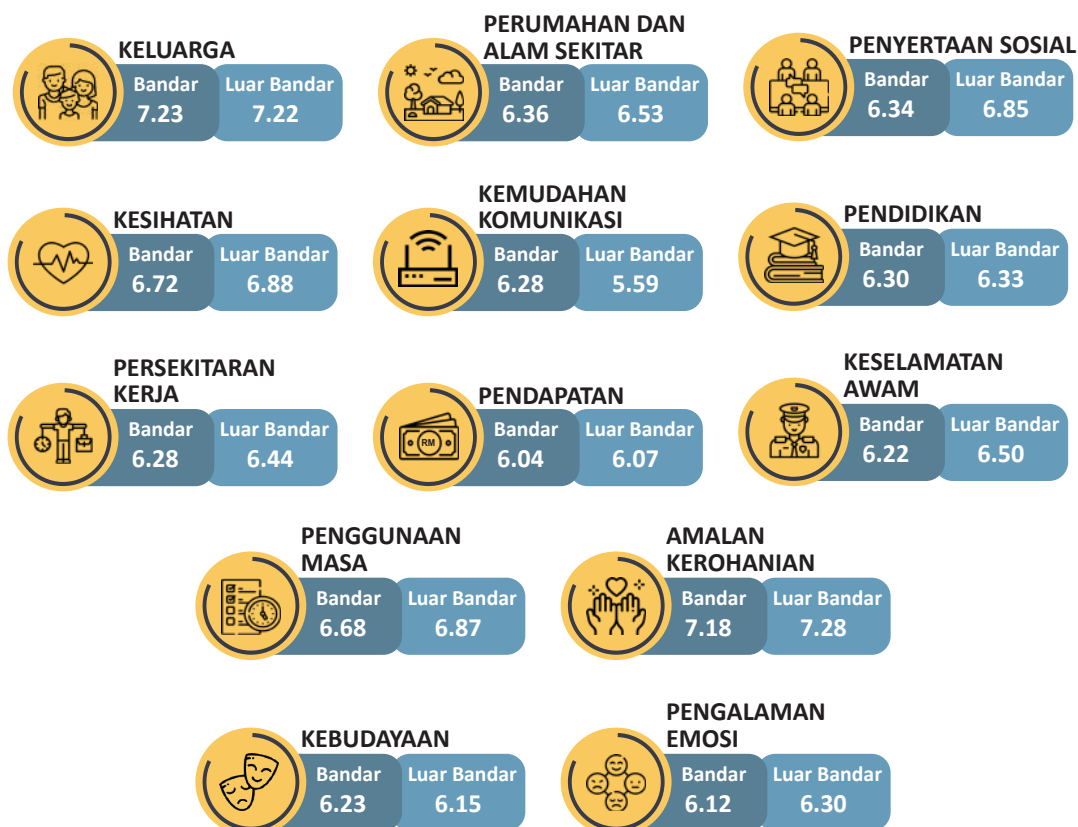 KELUARGA
Bandar Luar Bandar
7.23 7.22
PERUMAHAN DAN
ALAM SEKITAR
Bandar Luar Bandar
6.36 6.53
PENYERTAAN SOSIAL
Bandar Luar Bandar
6.34 6.85
KESIHATAN
Bandar Luar Bandar
6.72 6.88
KEMUDAHAN
KOMUNIKASI
Bandar Luar Bandar
6.28 5.59
PENDIDIKAN
Bandar Luar Bandar
6.30 6.33
PERSEKITARAN
KERJA
Bandar Luar Bandar
6.28 6.44
PENDAPATAN
RM
Bandar Luar Bandar
6.04 6.07
KESELAMATAN
AWAM
Bandar Luar Bandar
6.22 6.50
PENGGUNAAN
MASA
Bandar Luar Bandar
6.68 6.87
AMALAN
KEROHANIAN
Bandar Luar Bandar
7.18 7.28
KEBUDAYAAN
Bandar Luar Bandar
6.23 6.15
PENGALAMAN
EMOSI
Bandar Luar Bandar
6.12 6.30